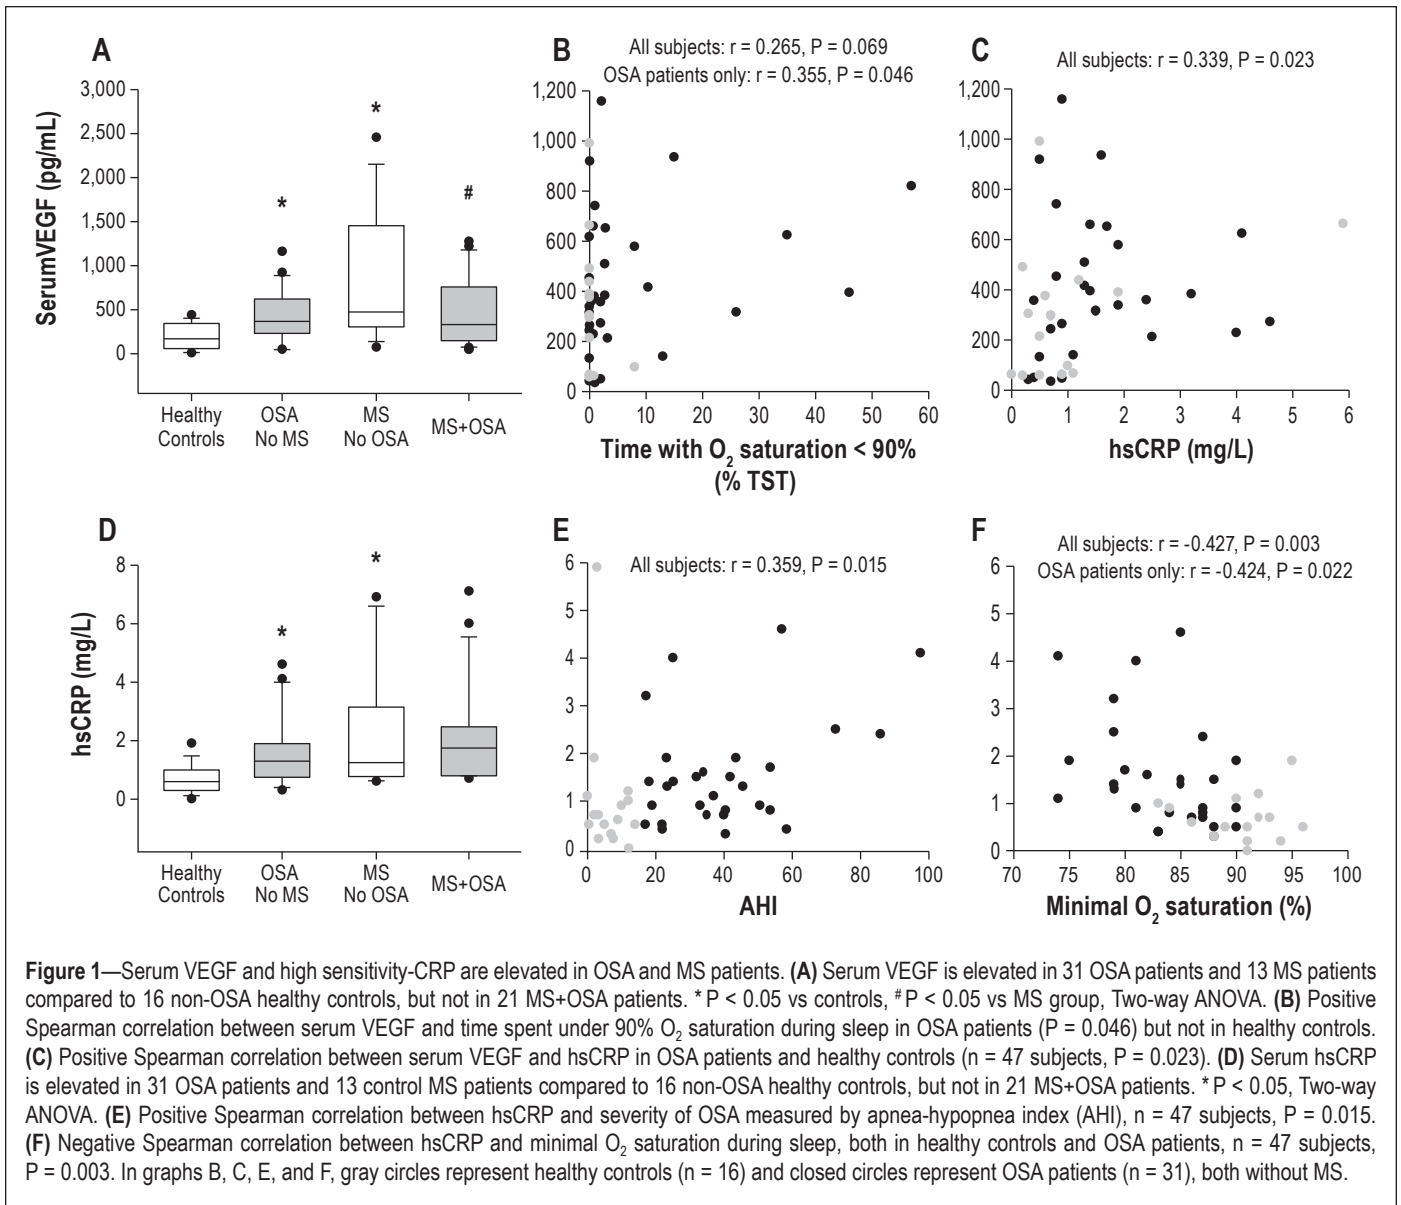 A
SerumVEGF (pg/mL)
3,000
2,500
2,000
1,500
1,000
500
0
*
*
#
Healthy Controls
OSA No MS
MS No OSA
MS+OSA
B
All subjects: r = 0.265, P = 0.069
OSA patients only: r = 0.355, P = 0.046
1,200
1,000
800
600
400
200
0
0 10 20 30 40 50 60
Time with O2 saturation < 90%
(% TST)
C
All subjects: r = 0.339, P = 0.023
1,200
1,000
800
600
400
200
0
0 1 2 3 4 5 6
hsCRP (mg/L)
D
hsCRP (mg/L)
8
6
4
2
0
*
*
Healthy Controls
OSA No MS
MS No OSA
MS+OSA
E
All subjects: r = 0.359, P = 0.015
6
5
4
3
2
1
0
0 20 40 60 80 100
AHI
F
All subjects: r = -0.427, P = 0.003
OSA patients only: r = -0.424, P = 0.022
6
5
4
3
2
1
0
70 75 80 85 90 95 100
Minimal O2 saturation (%)
Figure 1—Serum VEGF and high sensitivity-CRP are elevated in OSA and MS patients. (A) Serum VEGF is elevated in 31 OSA patients and 13 MS patients
compared to 16 non-OSA healthy controls, but not in 21 MS+OSA patients. *P < 0.05 vs controls, #P < 0.05 vs MS group, Two-way ANOVA. (B) Positive
Spearman correlation between serum VEGF and time spent under 90% O2 saturation during sleep in OSA patients (P = 0.046) but not in healthy controls.
(C) Positive Spearman correlation between serum VEGF and hsCRP in OSA patients and healthy controls (n = 47 subjects, P = 0.023). (D) Serum hsCRP
is elevated in 31 OSA patients and 13 control MS patients compared to 16 non-OSA healthy controls, but not in 21 MS+OSA patients. *P < 0.05, Two-way
ANOVA. (E) Positive Spearman correlation between hsCRP and severity of OSA measured by apnea-hypopnea index (AHI), n = 47 subjects, P = 0.015.
(F) Negative Spearman correlation between hsCRP and minimal O2 saturation during sleep, both in healthy controls and OSA patients, n = 47 subjects,
P = 0.003. In graphs B, C, E, and F, gray circles represent healthy controls (n = 16) and closed circles represent OSA patients (n = 31), both without MS.